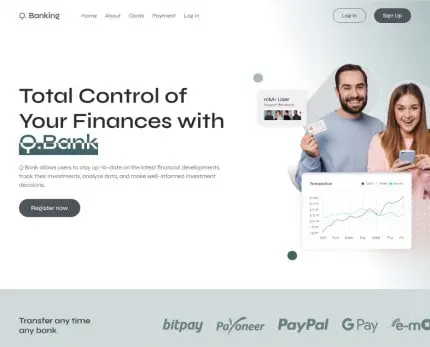 Q. Banking
Home About Cards Payment Log in
Log in
Sign Up
Total Control of
Your Finances with
Q.Bank
Q Bank allows users to stay up-to-date on the latest financial developments,
track their investments, analyze data, and make well-informed investment
decisions.
Register now
10M+ User
Transaction
Transfer any time
any bank.
bitpay
Payoneer
PayPal
G Pay